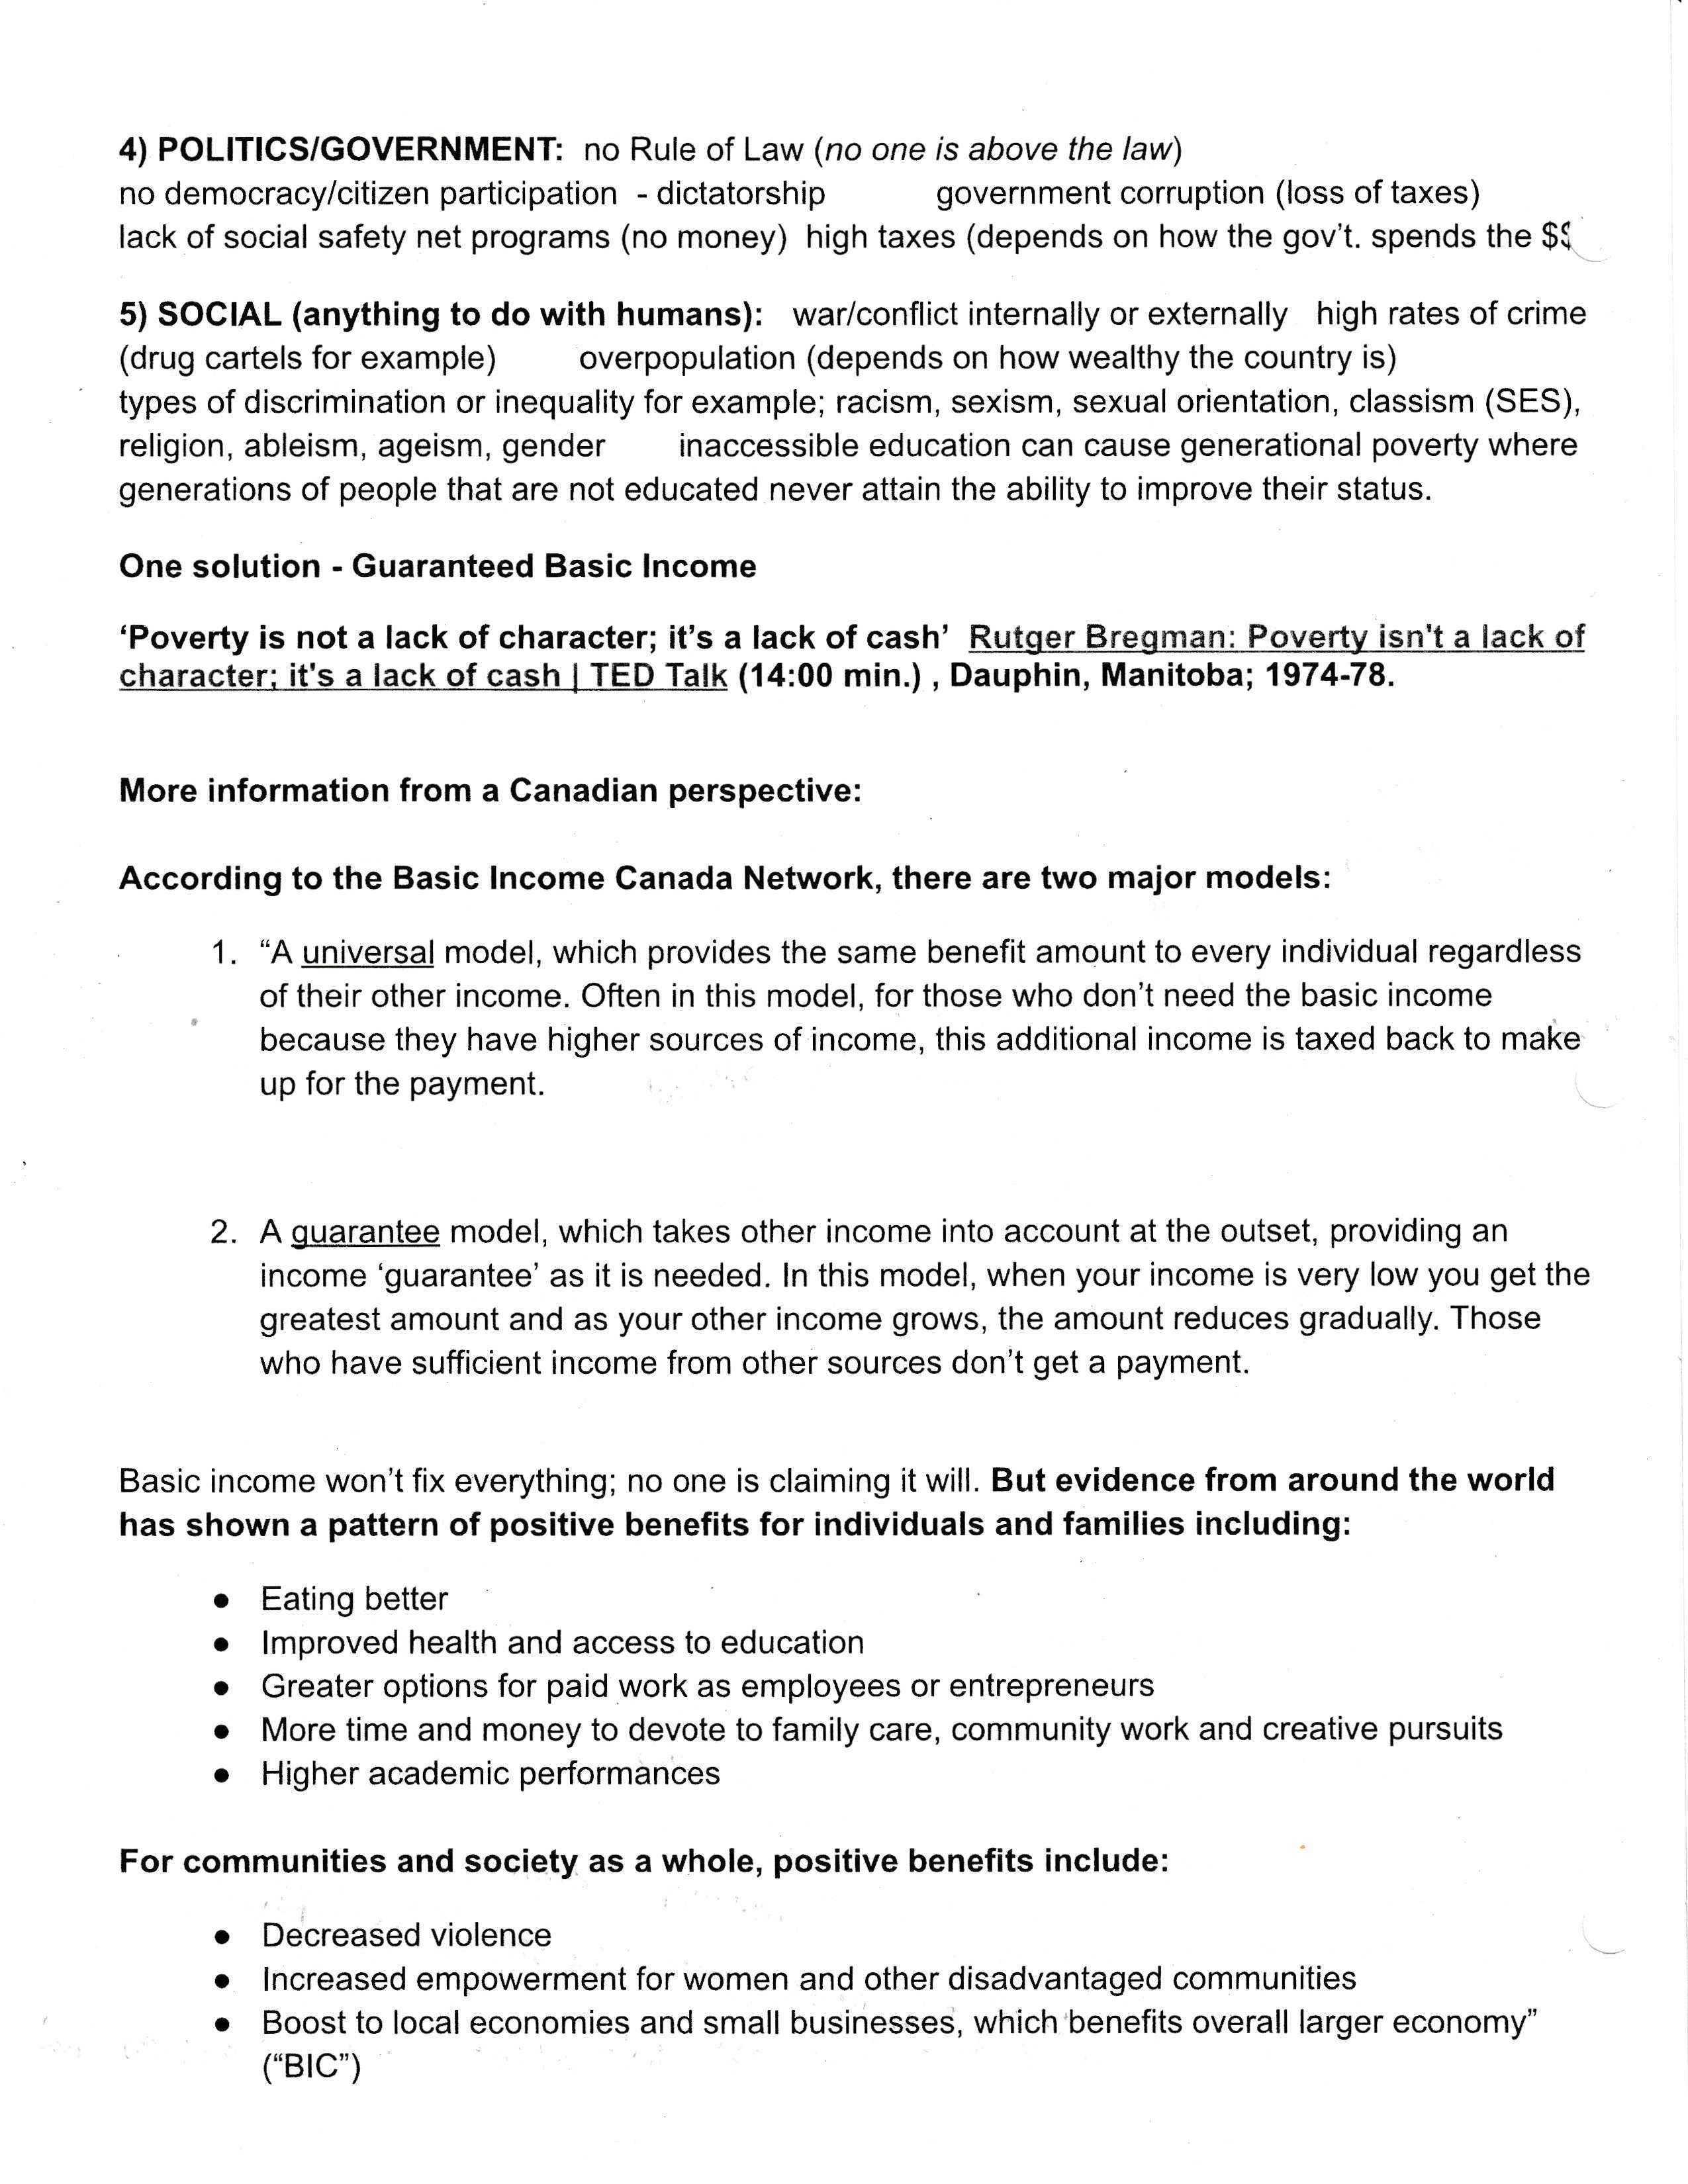 4) POLITICS/GOVERNMENT: no Rule of Law (no one is above the law)
no democracy/citizen participation - dictatorship government corruption (loss of taxes)
lack of social safety net programs (no money) high taxes (depends on how the gov't. spends the $$
5) SOCIAL (anything to do with humans): war/conflict internally or externally high rates of crime
(drug cartels for example) overpopulation (depends on how wealthy the country is)
types of discrimination or inequality for example; racism, sexism, sexual orientation, classism (SES),
religion, ableism, ageism, gender inaccessible education can cause generational poverty where
generations of people that are not educated never attain the ability to improve their status.
One solution - Guaranteed Basic Income
‘Poverty is not a lack of character; it’s a lack of cash’ Rutger Bregman: Poverty isn't a lack of
character; it's a lack of cash | TED Talk (14:00 min.) , Dauphin, Manitoba; 1974-78.
More information from a Canadian perspective:
According to the Basic Income Canada Network, there are two major models:
1. “A universal model, which provides the same benefit amount to every individual regardless
of their other income. Often in this model, for those who don’t need the basic income
because they have higher sources of income, this additional income is taxed back to make
up for the payment.
2. A guarantee model, which takes other income into account at the outset, providing an
income ‘guarantee’ as it is needed. In this model, when your income is very low you get the
greatest amount and as your other income grows, the amount reduces gradually. Those
who have sufficient income from other sources don’t get a payment.
Basic income won’t fix everything; no one is claiming it will. But evidence from around the world
has shown a pattern of positive benefits for individuals and families including:
● Eating better
● Improved health and access to education
● Greater options for paid work as employees or entrepreneurs
● More time and money to devote to family care, community work and creative pursuits
● Higher academic performances
For communities and society as a whole, positive benefits include:
● Decreased violence
● Increased empowerment for women and other disadvantaged communities
● Boost to local economies and small businesses, which benefits overall larger economy”
(“BIC”)